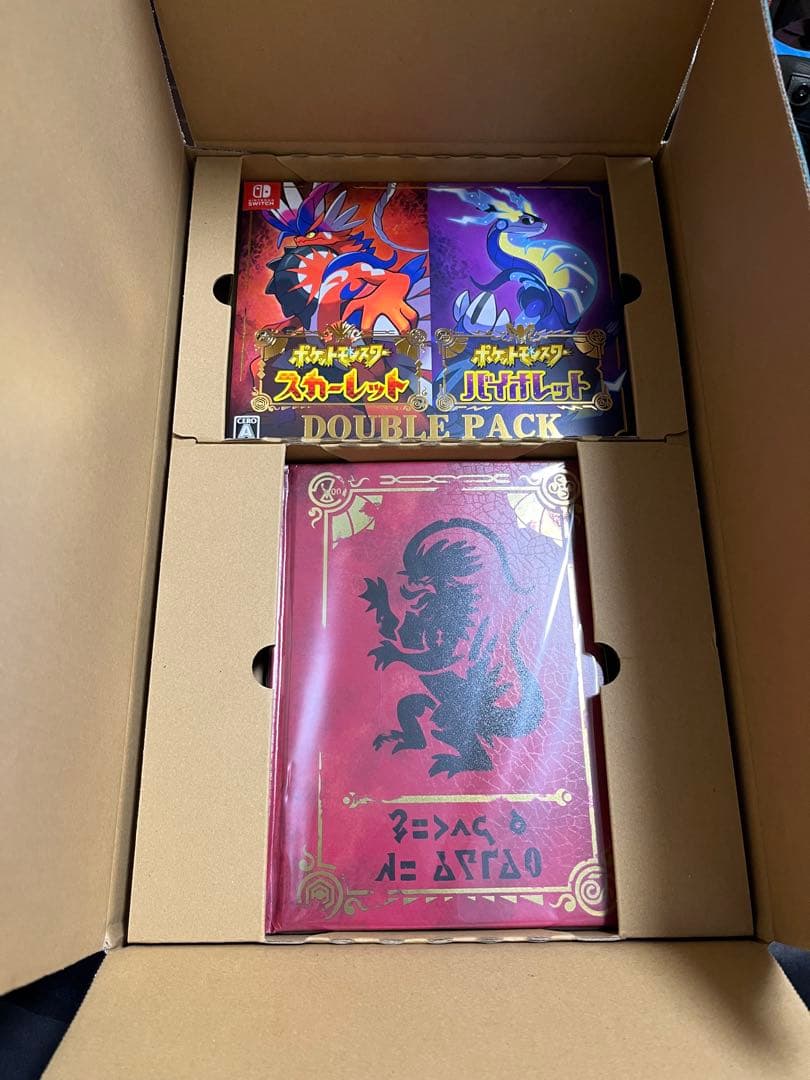 NINTENDO
SWITCH
ポケットモンスター
スカーレット
ポケットモンスター
バイオレット
DOUBLE PACK
CERO
A